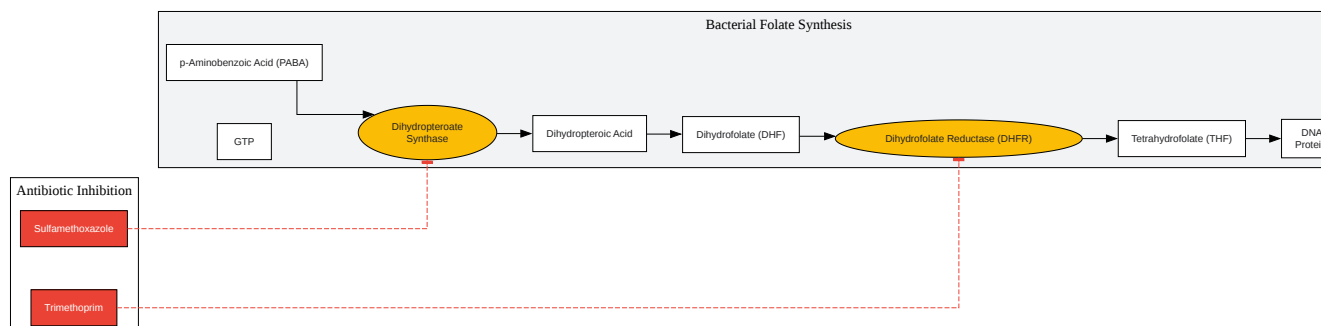 Bacterial Folate Synthesis
p-Aminobenzoic Acid (PABA)
GTP
Dihydropteroate
Synthase
Dihydropteroic Acid
Dihydrofolate (DHF)
Dihydrofolate Reductase (DHFR)
Tetrahydrofolate (THF)
DNA
Antibiotic Inhibition
Sulfamethoxazole
Trimethoprim